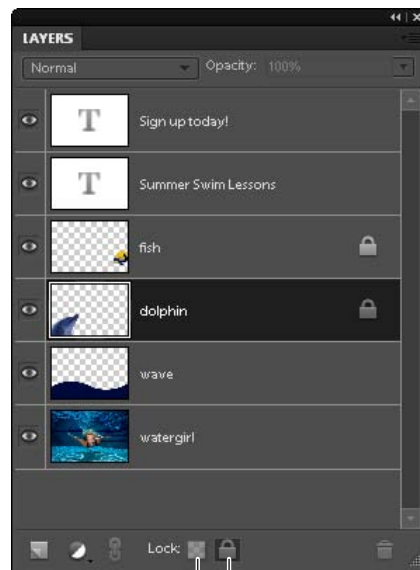 LAYERS
Normal Opacity: 100%
T Sign up today!
T Summer Swim Lessons
fish
dolphin
wave
watergirl
Lock: